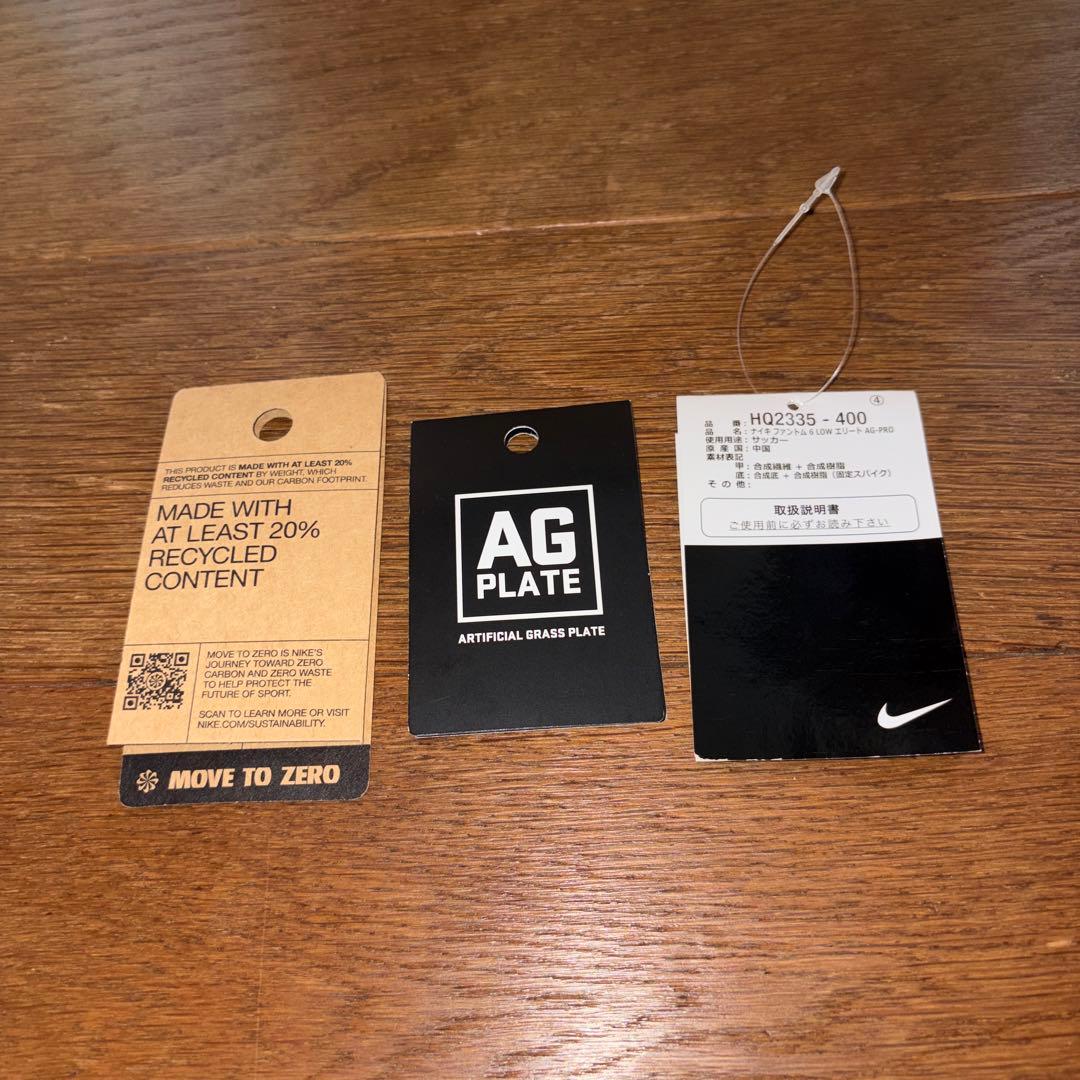 THIS PRODUCT IS MADE WITH AT LEAST 20%
RECYCLED CONTENT BY WEIGHT, WHICH
REDUCES WASTE AND OUR CARBON FOOTPRINT.
MADE WITH
AT LEAST 20%
RECYCLED
CONTENT
MOVE TO ZERO IS NIKE'S
JOURNEY TOWARD ZERO
CARBON AND ZERO WASTE
TO HELP PROTECT THE
FUTURE OF SPORT.
SCAN TO LEARN MORE OR VISIT
NIKE.COM/SUSTAINABILITY.
MOVE TO ZERO
AG
PLATE
ARTIFICIAL GRASS PLATE
④
品 番: HQ2335 - 400
品 名: ナイキ ファントム 6 LOW エリート AG-PRO
使用用途: サッカー
原 産 国: 中国
素材表記
甲: 合成繊維 + 合成樹脂
底: 合成底 + 合成樹脂 (固定スパイク)
そ の 他:
取扱説明書
ご使用前に必ずお読み下さい